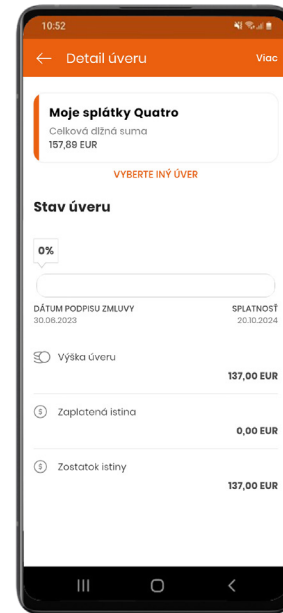 10:52
Detail úveru
Viac
Moje splátky Quatro
Celková dlžná suma
157,89 EUR
VYBERTE INÝ ÚVER
Stav úveru
0%
DÁTUM PODPISU ZMLUVY
SPLATNOSŤ
30.06.2023
20.10.2024
Výška úveru
137,00 EUR
Zaplatená istina
0,00 EUR
Zostatok istiny
137,00 EUR